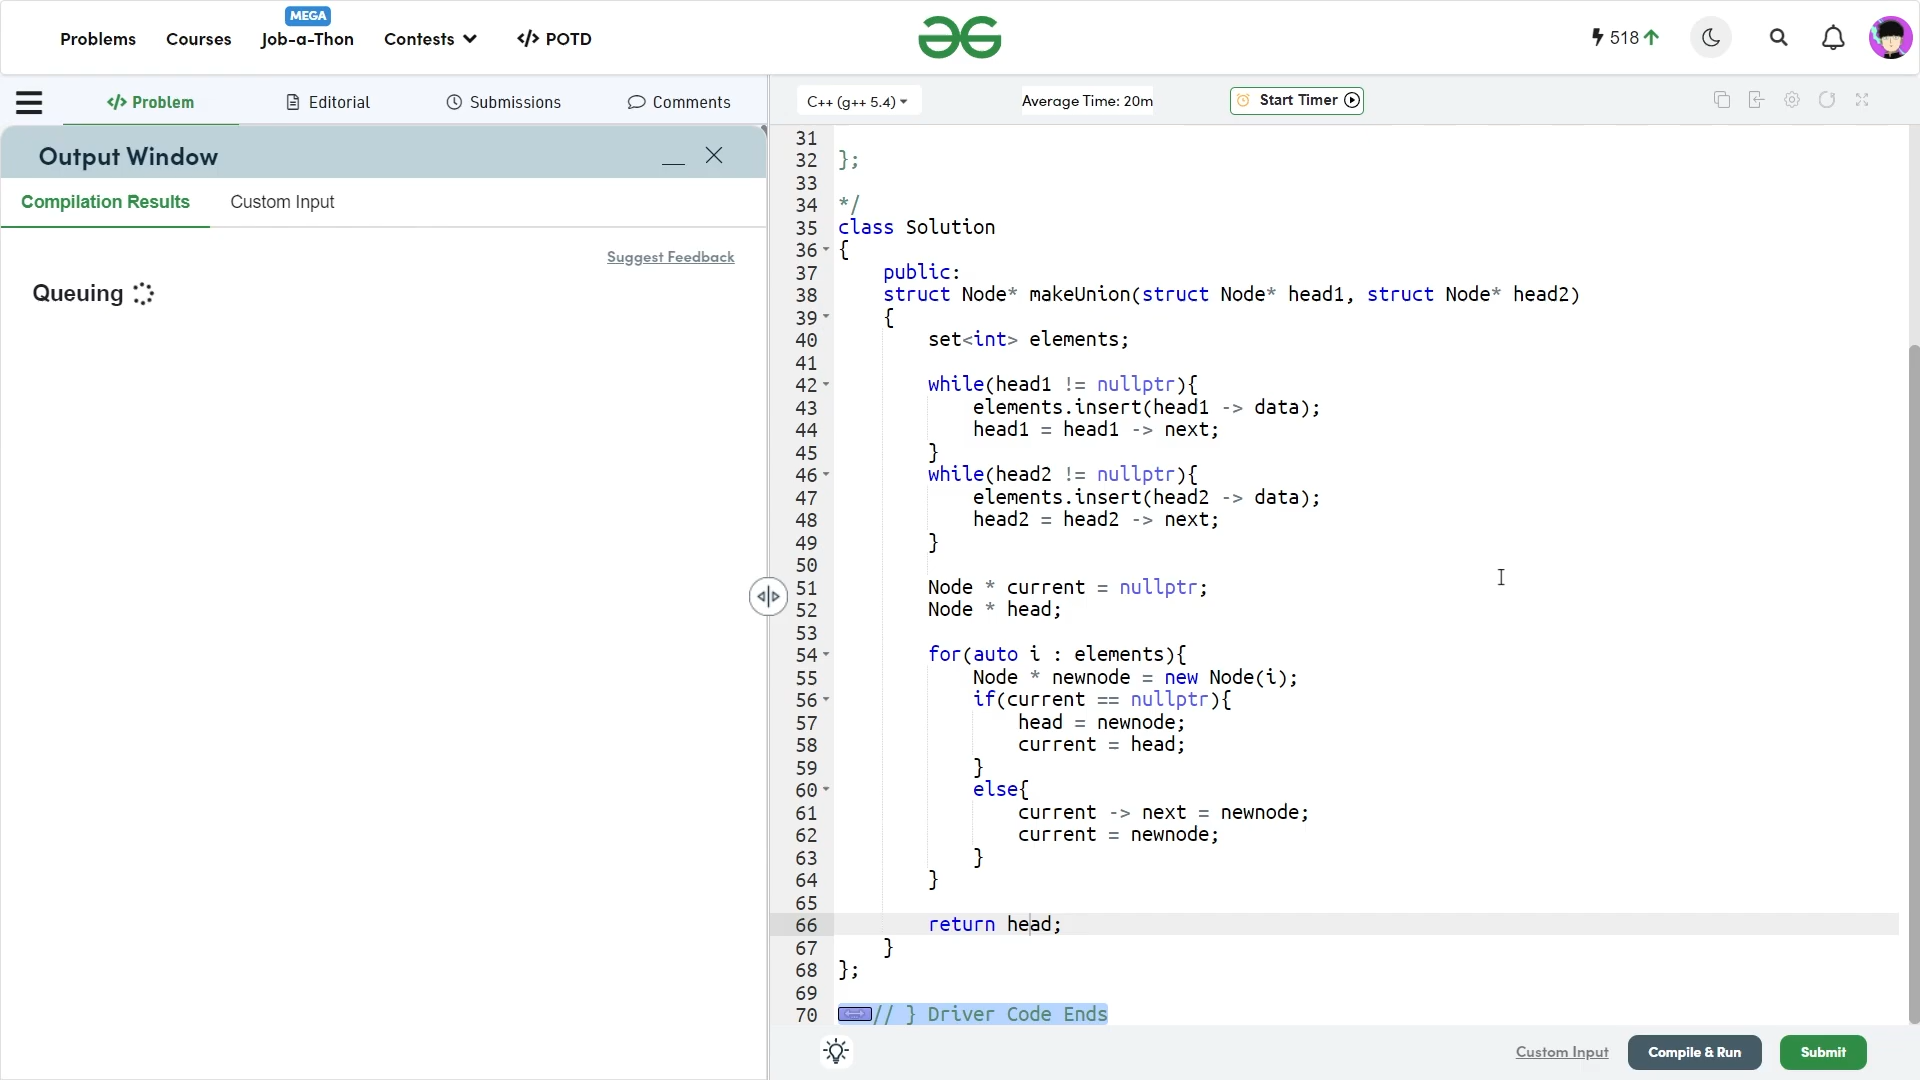 MEGA
Problems Courses Job-a-Thon Contests </> POTD
518
</> Problem Editorial Submissions Comments
C++ (g++ 5.4) Average Time: 20m Start Timer
Output Window
Compilation Results Custom Input
Suggest Feedback
Queuing
31
32 };
33
34 */
35 class Solution
36 {
37 public:
38 struct Node* makeUnion(struct Node* head1, struct Node* head2)
39 {
40 set<int> elements;
41
42 while(head1 != nullptr){
43 elements.insert(head1 -> data);
44 head1 = head1 -> next;
45 }
46 while(head2 != nullptr){
47 elements.insert(head2 -> data);
48 head2 = head2 -> next;
49 }
50
51 Node * current = nullptr;
52 Node * head;
53
54 for(auto i : elements){
55 Node * newnode = new Node(i);
56 if(current == nullptr){
57 head = newnode;
58 current = head;
59 }
60 else{
61 current -> next = newnode;
62 current = newnode;
63 }
64 }
65
66 return head;
67 }
68 };
69
70 // } Driver Code Ends
Custom Input Compile & Run Submit